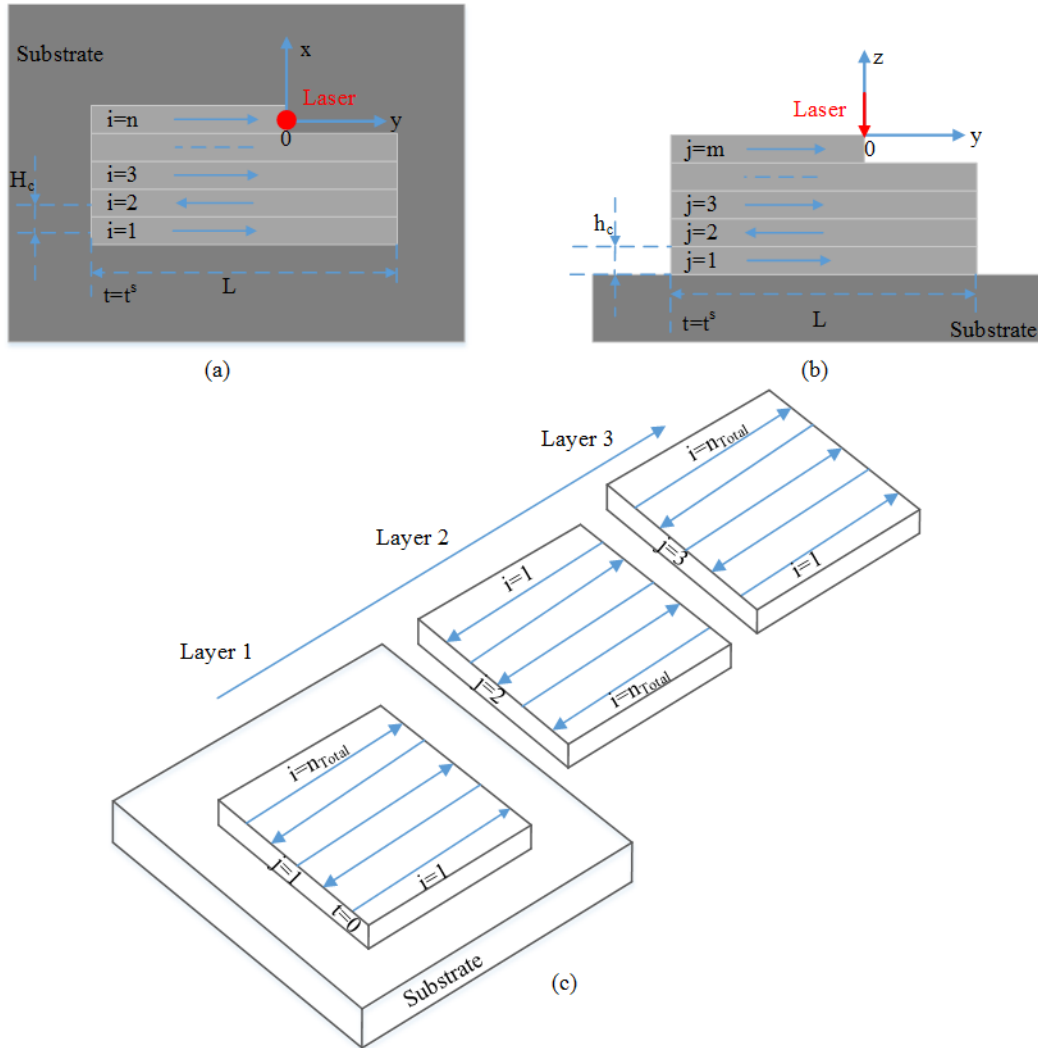 Substrate
x
Laser
i=n
y
0
i=3
H_c
i=2
i=1
L
t=t^s
(a)
z
Laser
y
j=m
0
j=3
h_c
j=2
j=1
t=t^s
L
Substrate
(b)
Layer 3
i=n_Total
Layer 2
j=3
i=1
i=1
Layer 1
j=2
i=n_Total
i=n_Total
j=1
i=1
t=0
Substrate
(c)